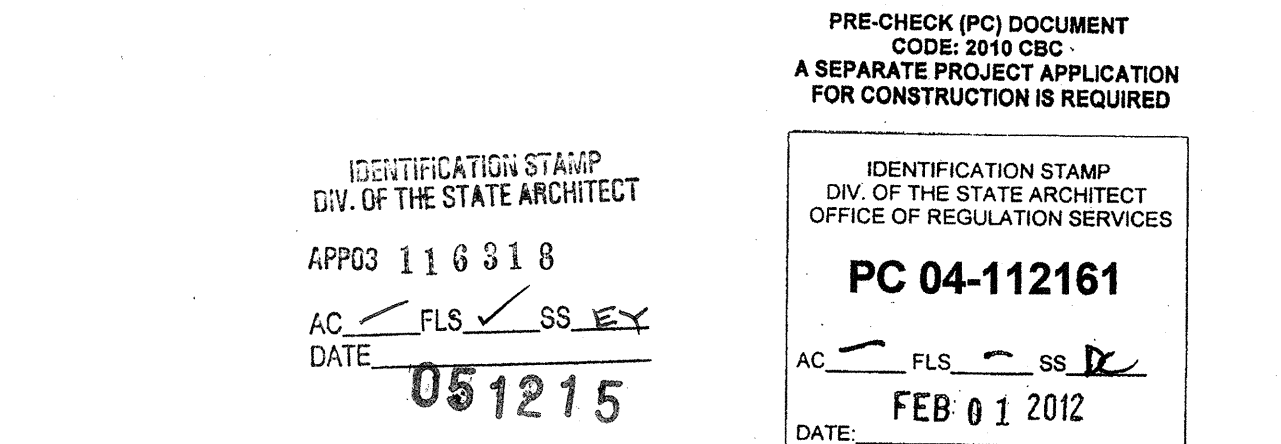 PRE-CHECK (PC) DOCUMENT
CODE: 2010 CBC
A SEPARATE PROJECT APPLICATION
FOR CONSTRUCTION IS REQUIRED
IDENTIFICATION STAMP
DIV. OF THE STATE ARCHITECT
APP03 116318
AC FLS ✓ SS EY
DATE
051215
IDENTIFICATION STAMP
DIV. OF THE STATE ARCHITECT
OFFICE OF REGULATION SERVICES
PC 04-112161
AC — FLS — SS DC
FEB 01 2012
DATE: